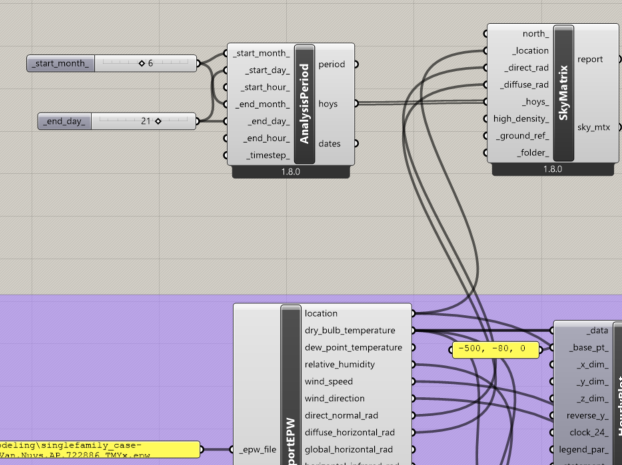 _start_month_
6
_end_day_
21
_start_month_
_start_day_
_start_hour_
_end_month_
_end_day_
_end_hour_
_timestep_
AnalysisPeriod
period
hoys
dates
1.8.0
north_
_location
_direct_rad
_diffuse_rad
_hoys_
high_density_
_ground_ref_
_folder_
SkyMatrix
report
sky_mtx
1.8.0
deling\singlefamily_case-
Van.Nuys.AP.722886_TMYx.epw
_epw_file
portEPW
location
dry_bulb_temperature
dew_point_temperature
relative_humidity
wind_speed
wind_direction
direct_normal_rad
diffuse_horizontal_rad
global_horizontal_rad
-500, -80, 0
_data
_base_pt_
_x_dim_
_y_dim_
_z_dim_
reverse_y_
clock_24_
legend_par_